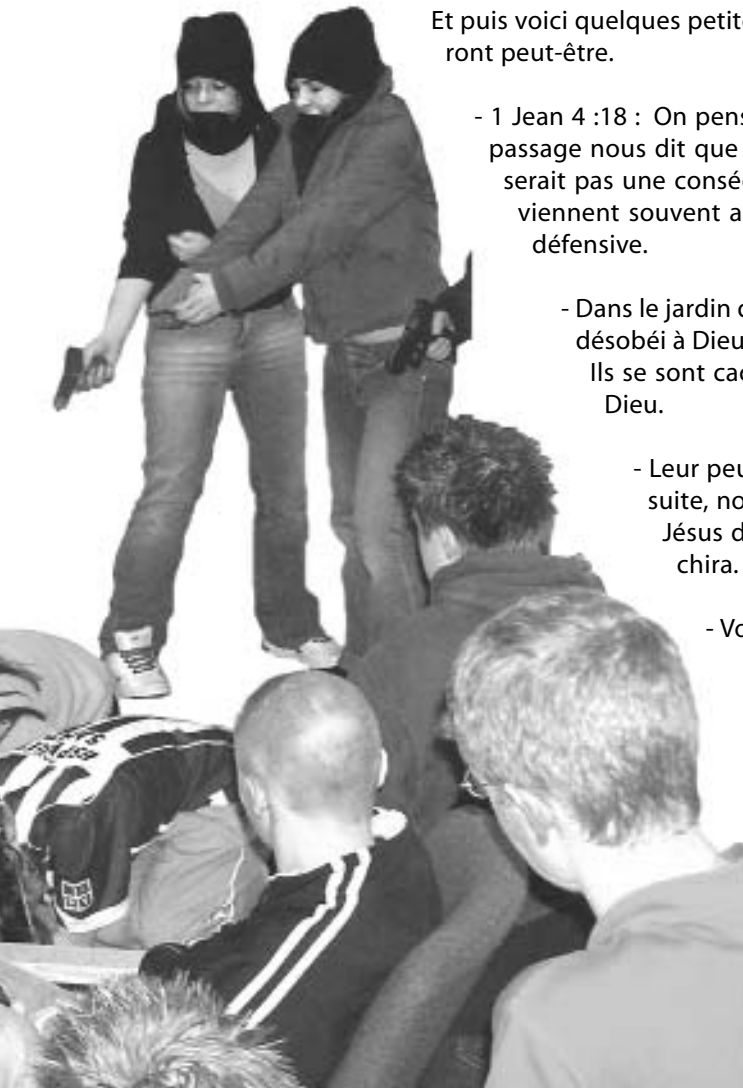 Et puis voici quelques petite
ront peut-être.
- 1 Jean 4 :18 : On pens
passage nous dit que
serait pas une consé
viennent souvent a
défensive.
- Dans le jardin d
désobéi à Dieu
Ils se sont cac
Dieu.
- Leur peu
suite, no
Jésus d
chira.
- Vo